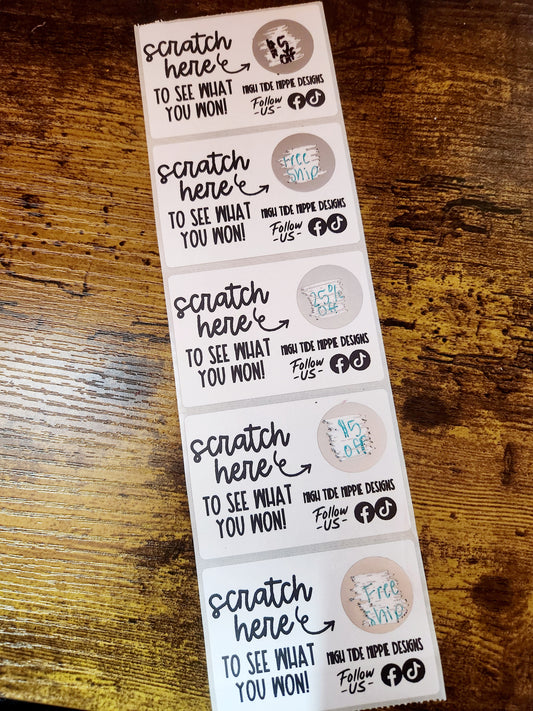 scratch
here
TO SEE WHAT
YOU WON!
$5
off
HIGH TIDE HIPPIE DESIGNS
Follow
-US-
scratch
here
TO SEE WHAT
YOU WON!
Free
Ship
HIGH TIDE HIPPIE DESIGNS
Follow
-US-
scratch
here
TO SEE WHAT
YOU WON!
25%
off
HIGH TIDE HIPPIE DESIGNS
Follow
-US-
scratch
here
TO SEE WHAT
YOU WON!
$5
off
HIGH TIDE HIPPIE DESIGNS
Follow
-US-
scratch
here
TO SEE WHAT
YOU WON!
Free
Ship
HIGH TIDE HIPPIE DESIGNS
Follow
-US-